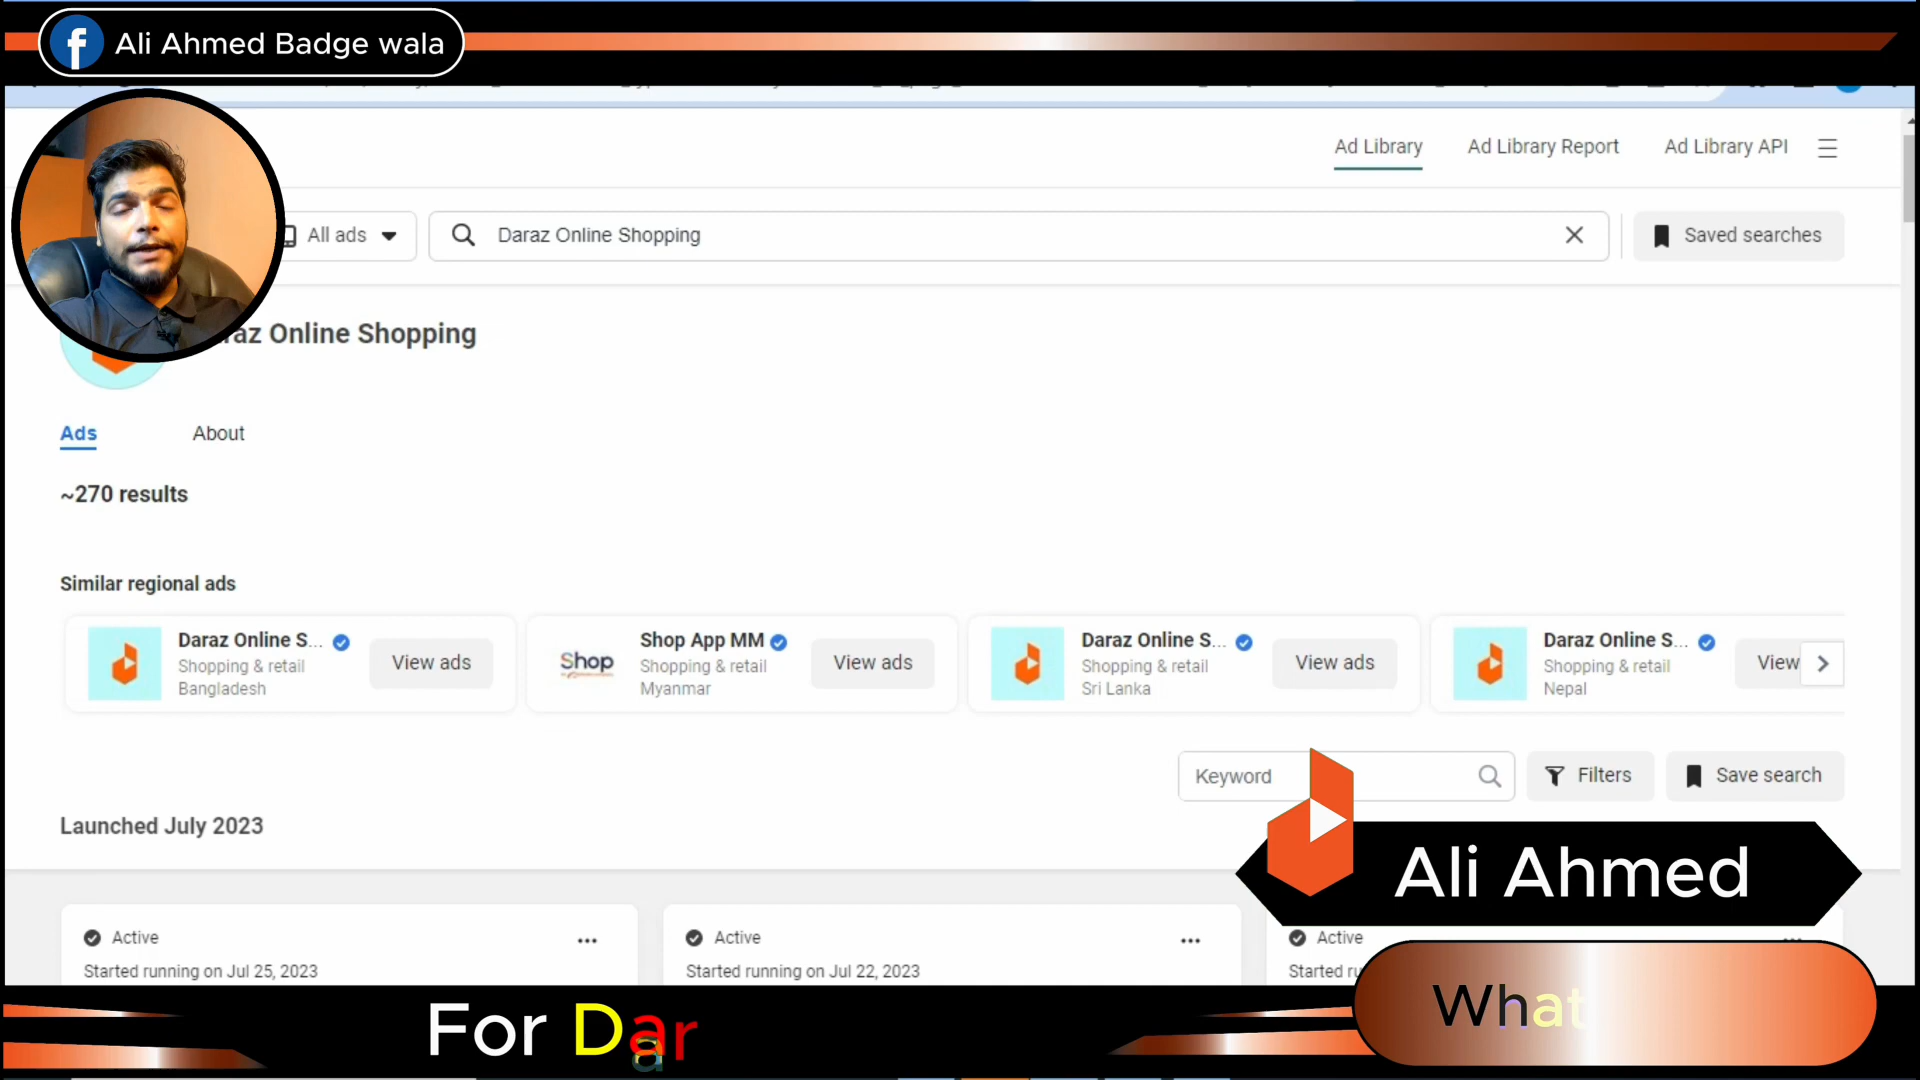 Ali Ahmed Badge wala
Ad Library
Ad Library Report
Ad Library API
All ads
Daraz Online Shopping
Saved searches
Online Shopping
Ads
About
~270 results
Similar regional ads
Daraz Online S...
Shopping & retail
Bangladesh
View ads
Shop
Shop App MM
Shopping & retail
Myanmar
View ads
Daraz Online S...
Shopping & retail
Sri Lanka
View ads
Daraz Online S...
Shopping & retail
Nepal
View
Keyword
Filters
Save search
Launched July 2023
Ali Ahmed
Active
Started running on Jul 25, 2023
Active
Started running on Jul 22, 2023
Active
Started
For Dar
What